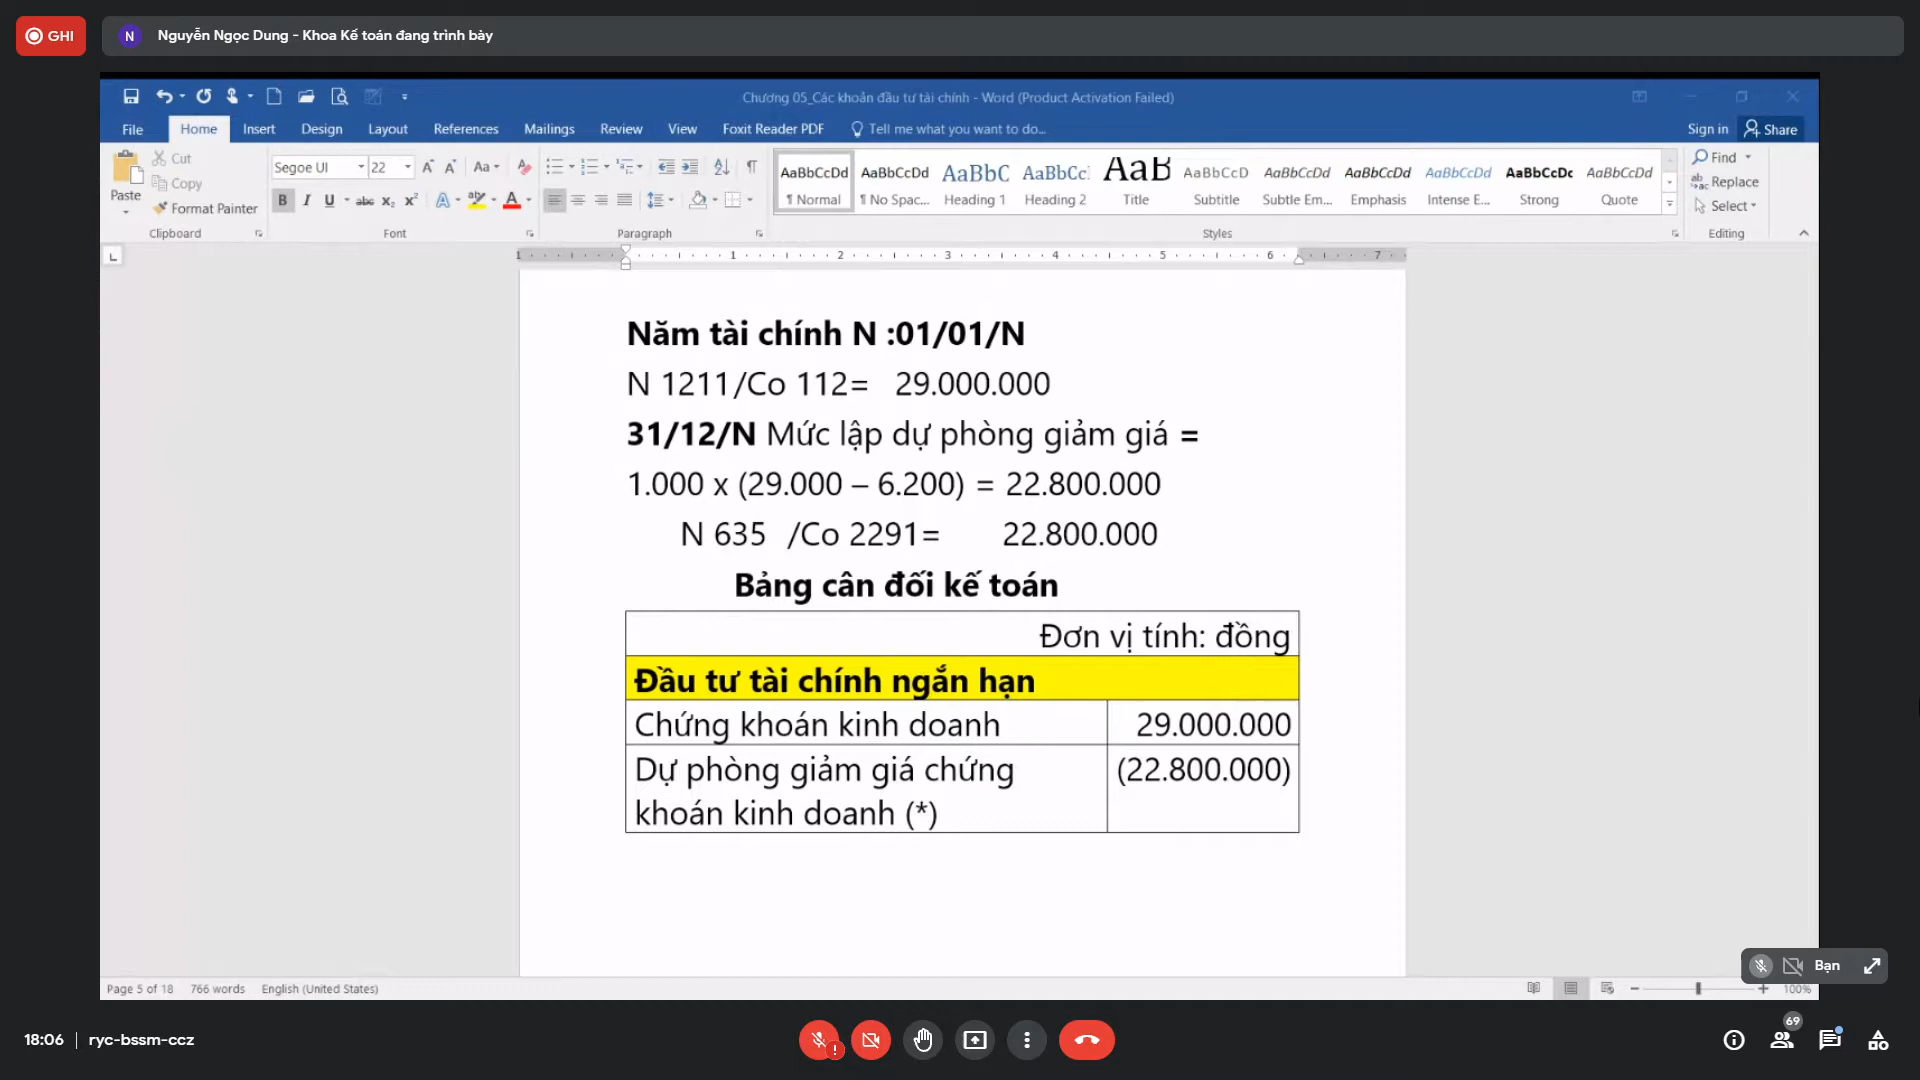 GHI
N Nguyễn Ngọc Dung - Khoa Kế toán đang trình bày
Chương 05_Các khoản đầu tư tài chính - Word (Product Activation Failed)
File Home Insert Design Layout References Mailings Review View Foxit Reader PDF Tell me what you want to do... Sign in Share
Paste
Cut
Copy
Format Painter
Clipboard
Segoe UI 22
Font
Paragraph
AaBbCcDd AaBbCcDd AaBbC AaBbCc AaB AaBbCcD AaBbCcDd AaBbCcDd AaBbCcDd AaBbCcDc AaBbCcDd
¶ Normal ¶ No Spac... Heading 1 Heading 2 Title Subtitle Subtle Em... Emphasis Intense E... Strong Quote
Styles
Find
Replace
Select
Editing
1 1 2 3 4 5 6 7
Năm tài chính N :01/01/N
N 1211/Co 112= 29.000.000
31/12/N Mức lập dự phòng giảm giá =
1.000 x (29.000 – 6.200) = 22.800.000
N 635 /Co 2291= 22.800.000
Bảng cân đối kế toán
Đơn vị tính: đồng
Đầu tư tài chính ngắn hạn
Chứng khoán kinh doanh 29.000.000
Dự phòng giảm giá chứng (22.800.000)
khoán kinh doanh (*)
Bạn
Page 5 of 18 766 words English (United States) 100%
18:06 ryc-bssm-ccz
69